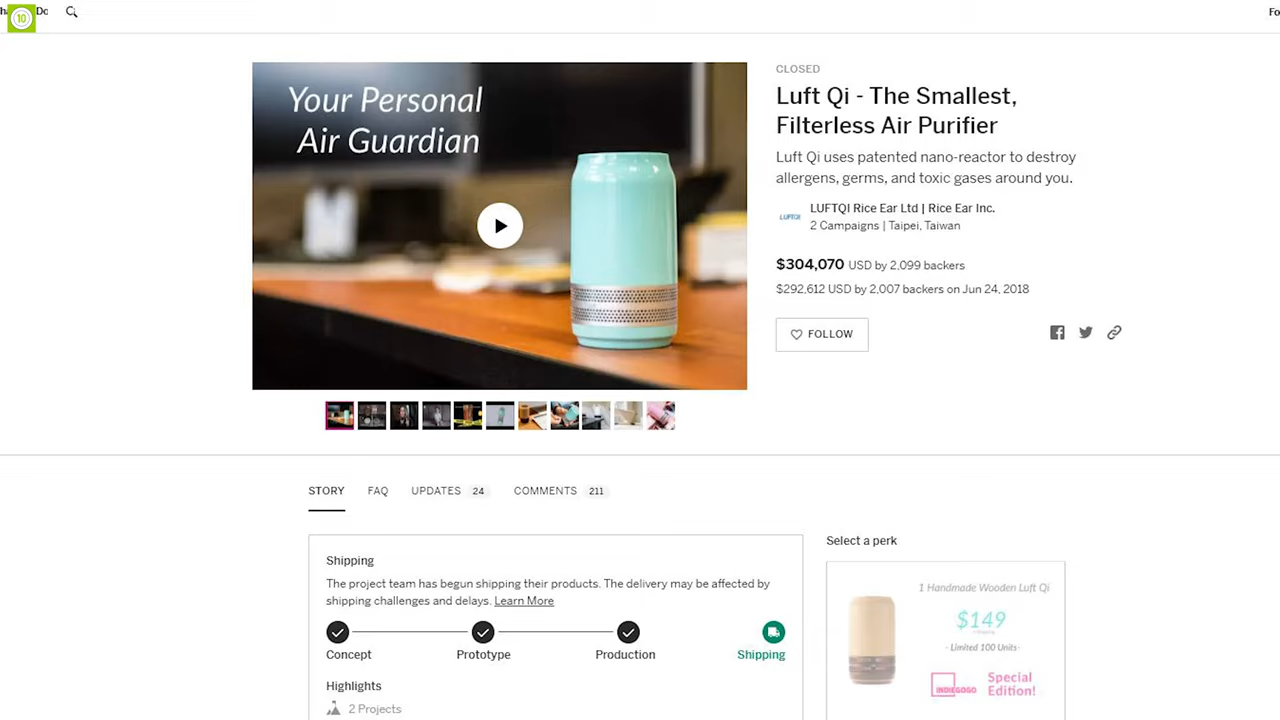 10
Do
Fo
Your Personal
Air Guardian
CLOSED
Luft Qi - The Smallest,
Filterless Air Purifier
Luft Qi uses patented nano-reactor to destroy
allergens, germs, and toxic gases around you.
LUFTQI
LUFTQI Rice Ear Ltd | Rice Ear Inc.
2 Campaigns | Taipei, Taiwan
$304,070 USD by 2,099 backers
$292,612 USD by 2,007 backers on Jun 24, 2018
FOLLOW
STORY FAQ UPDATES 24 COMMENTS 211
Shipping
The project team has begun shipping their products. The delivery may be affected by
shipping challenges and delays. Learn More
Concept Prototype Production Shipping
Highlights
2 Projects
Select a perk
1 Handmade Wooden Luft Qi
$149
- Limited 100 Units-
INDIEGOGO
Special
Edition!